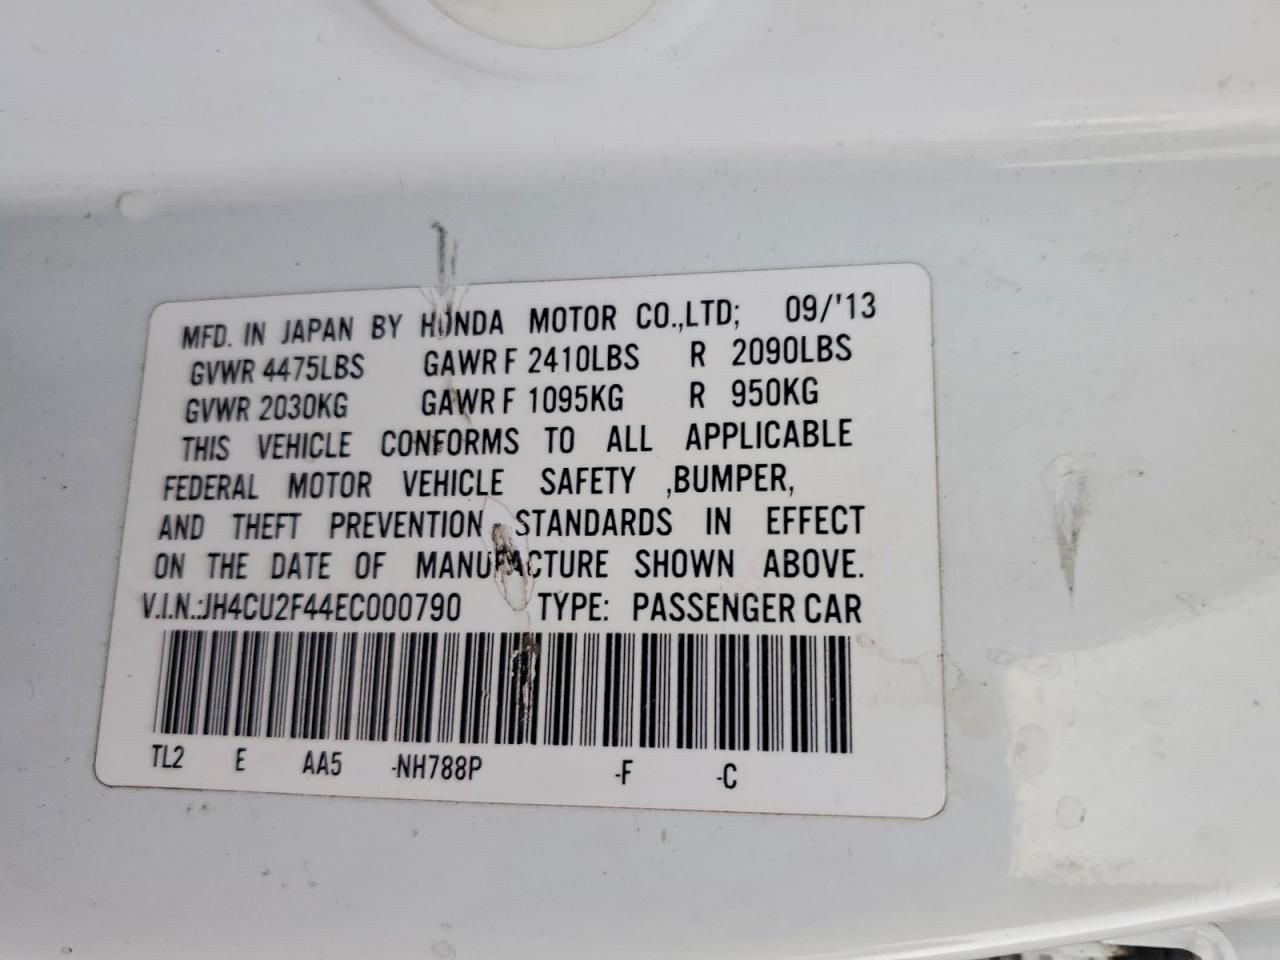 MFD. IN JAPAN BY HONDA MOTOR CO.,LTD; 09/'13
GVWR 4475LBS GAWR F 2410LBS R 2090LBS
GVWR 2030KG GAWR F 1095KG R 950KG
THIS VEHICLE CONFORMS TO ALL APPLICABLE
FEDERAL MOTOR VEHICLE SAFETY ,BUMPER,
AND THEFT PREVENTION STANDARDS IN EFFECT
ON THE DATE OF MANUFACTURE SHOWN ABOVE.
V.I.N.:JH4CU2F44EC000790 TYPE: PASSENGER CAR
TL2 E AA5 -NH788P -F -C